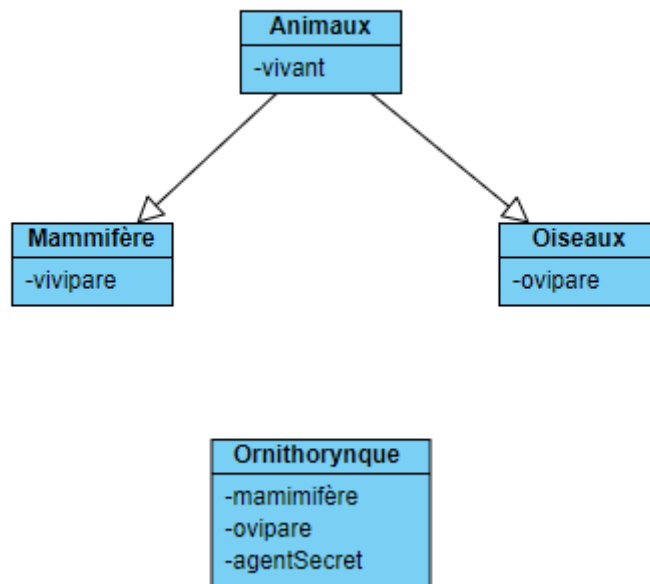 Animaux
-vivant
Mammifère
-vivipare
Oiseaux
-ovipare
Ornithorynque
-mamimifère
-ovipare
-agentSecret